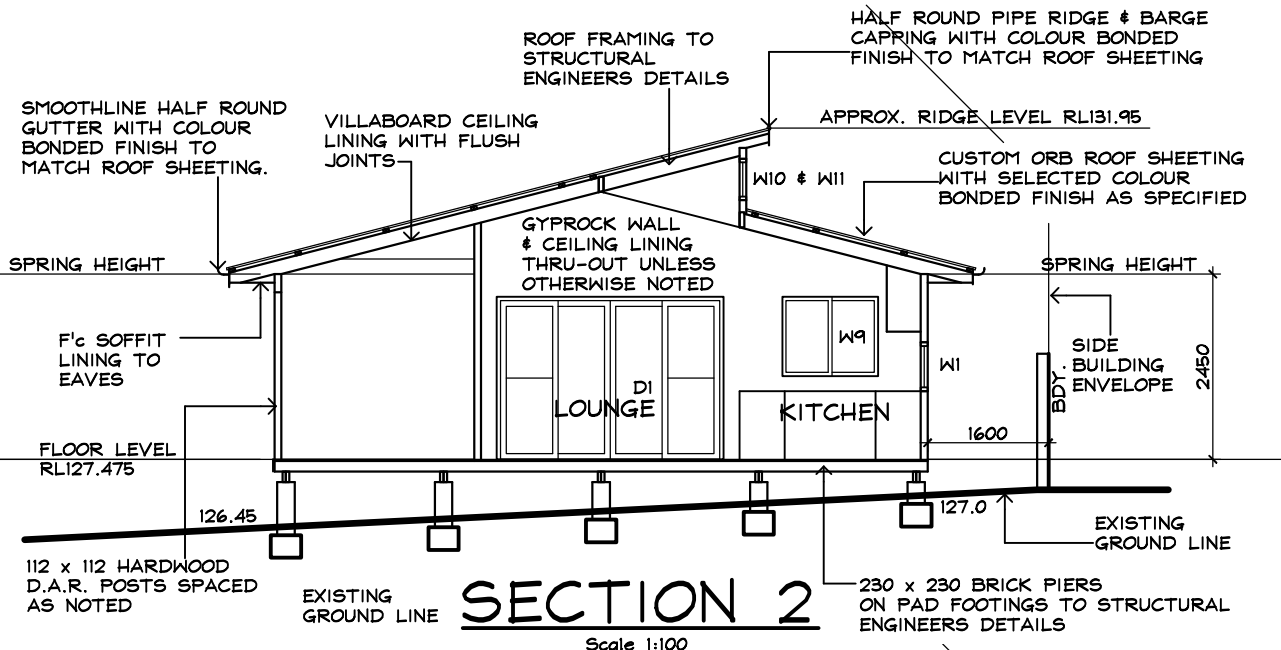 HALF ROUND PIPE RIDGE & BARGE
CAPPING WITH COLOUR BONDED
FINISH TO MATCH ROOF SHEETING
ROOF FRAMING TO
STRUCTURAL
ENGINEERS DETAILS
SMOOTHLINE HALF ROUND
GUTTER WITH COLOUR
BONDED FINISH TO
MATCH ROOF SHEETING.
VILLABOARD CEILING
LINING WITH FLUSH
JOINTS
APPROX. RIDGE LEVEL RL131.95
CUSTOM ORB ROOF SHEETING
WITH SELECTED COLOUR
BONDED FINISH AS SPECIFIED
W10 & W11
GYPROCK WALL
& CEILING LINING
THRU-OUT UNLESS
OTHERWISE NOTED
SPRING HEIGHT
SPRING HEIGHT
F'c SOFFIT
LINING TO
EAVES
W9
W1
SIDE
BUILDING
ENVELOPE
BDY.
2450
D1
LOUNGE
KITCHEN
1600
FLOOR LEVEL
RL127.475
126.45
127.0
EXISTING
GROUND LINE
112 x 112 HARDWOOD
D.A.R. POSTS SPACED
AS NOTED
EXISTING
GROUND LINE
SECTION 2
Scale 1:100
230 x 230 BRICK PIERS
ON PAD FOOTINGS TO STRUCTURAL
ENGINEERS DETAILS